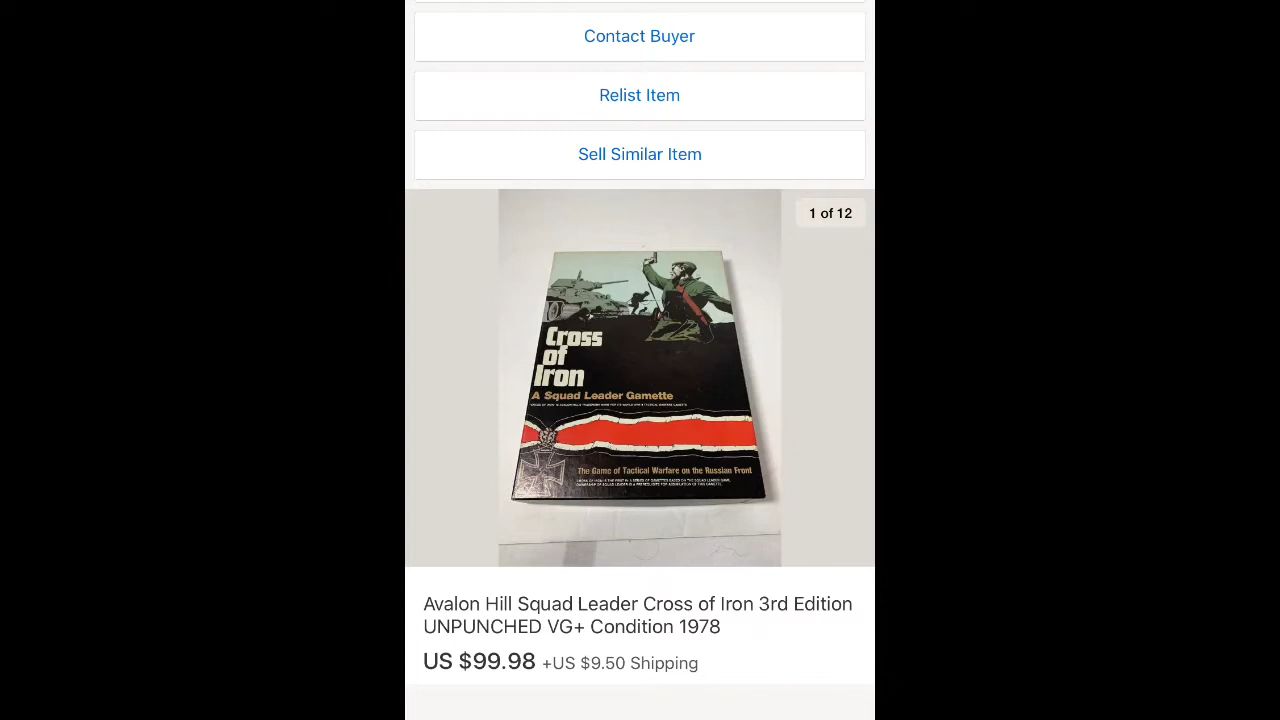 Contact Buyer
Relist Item
Sell Similar Item
1 of 12
Cross
of
Iron
A Squad Leader Gamette
The Game of Tactical Warfare on the Russian Front
Avalon Hill Squad Leader Cross of Iron 3rd Edition
UNPUNCHED VG+ Condition 1978
US $99.98 +US $9.50 Shipping